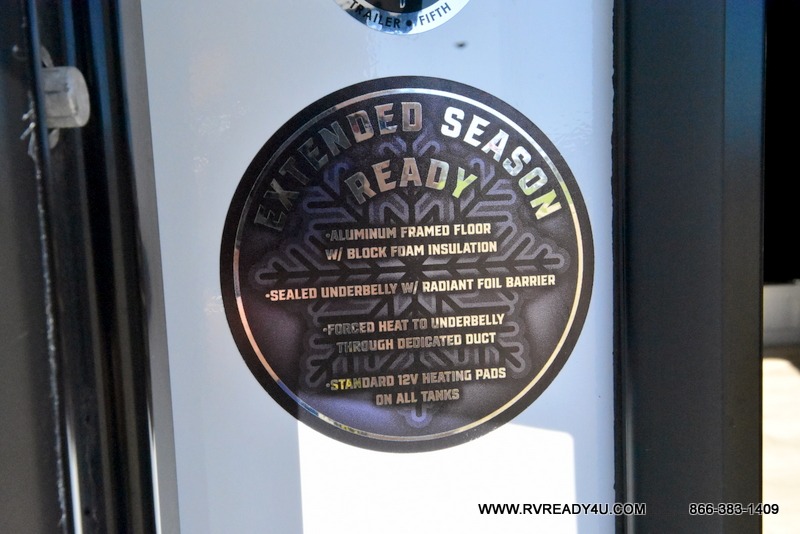 TRAILER • FIFTH
EXTENDED SEASON
READY
•ALUMINUM FRAMED FLOOR
W/ BLOCK FOAM INSULATION
•SEALED UNDERBELLY W/ RADIANT FOIL BARRIER
•FORCED HEAT TO UNDERBELLY
THROUGH DEDICATED DUCT
•STANDARD 12V HEATING PADS
ON ALL TANKS
WWW.RVREADY4U.COM 866-383-1409